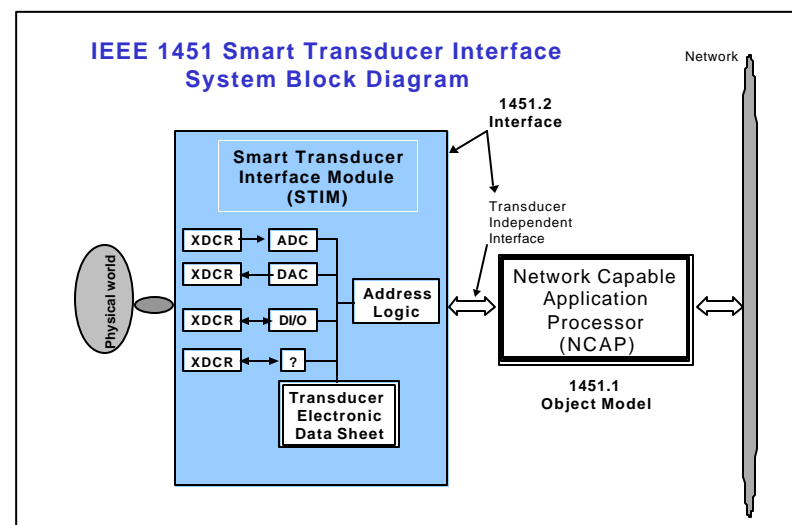 IEEE 1451 Smart Transducer Interface
System Block Diagram
Network
1451.2
Interface
Smart Transducer
Interface Module
(STIM)
Transducer
Independent
Interface
XDCR
ADC
XDCR
DAC
XDCR
DI/O
XDCR
?
Address
Logic
Transducer
Electronic
Data Sheet
Physical world
Network Capable
Application
Processor
(NCAP)
1451.1
Object Model